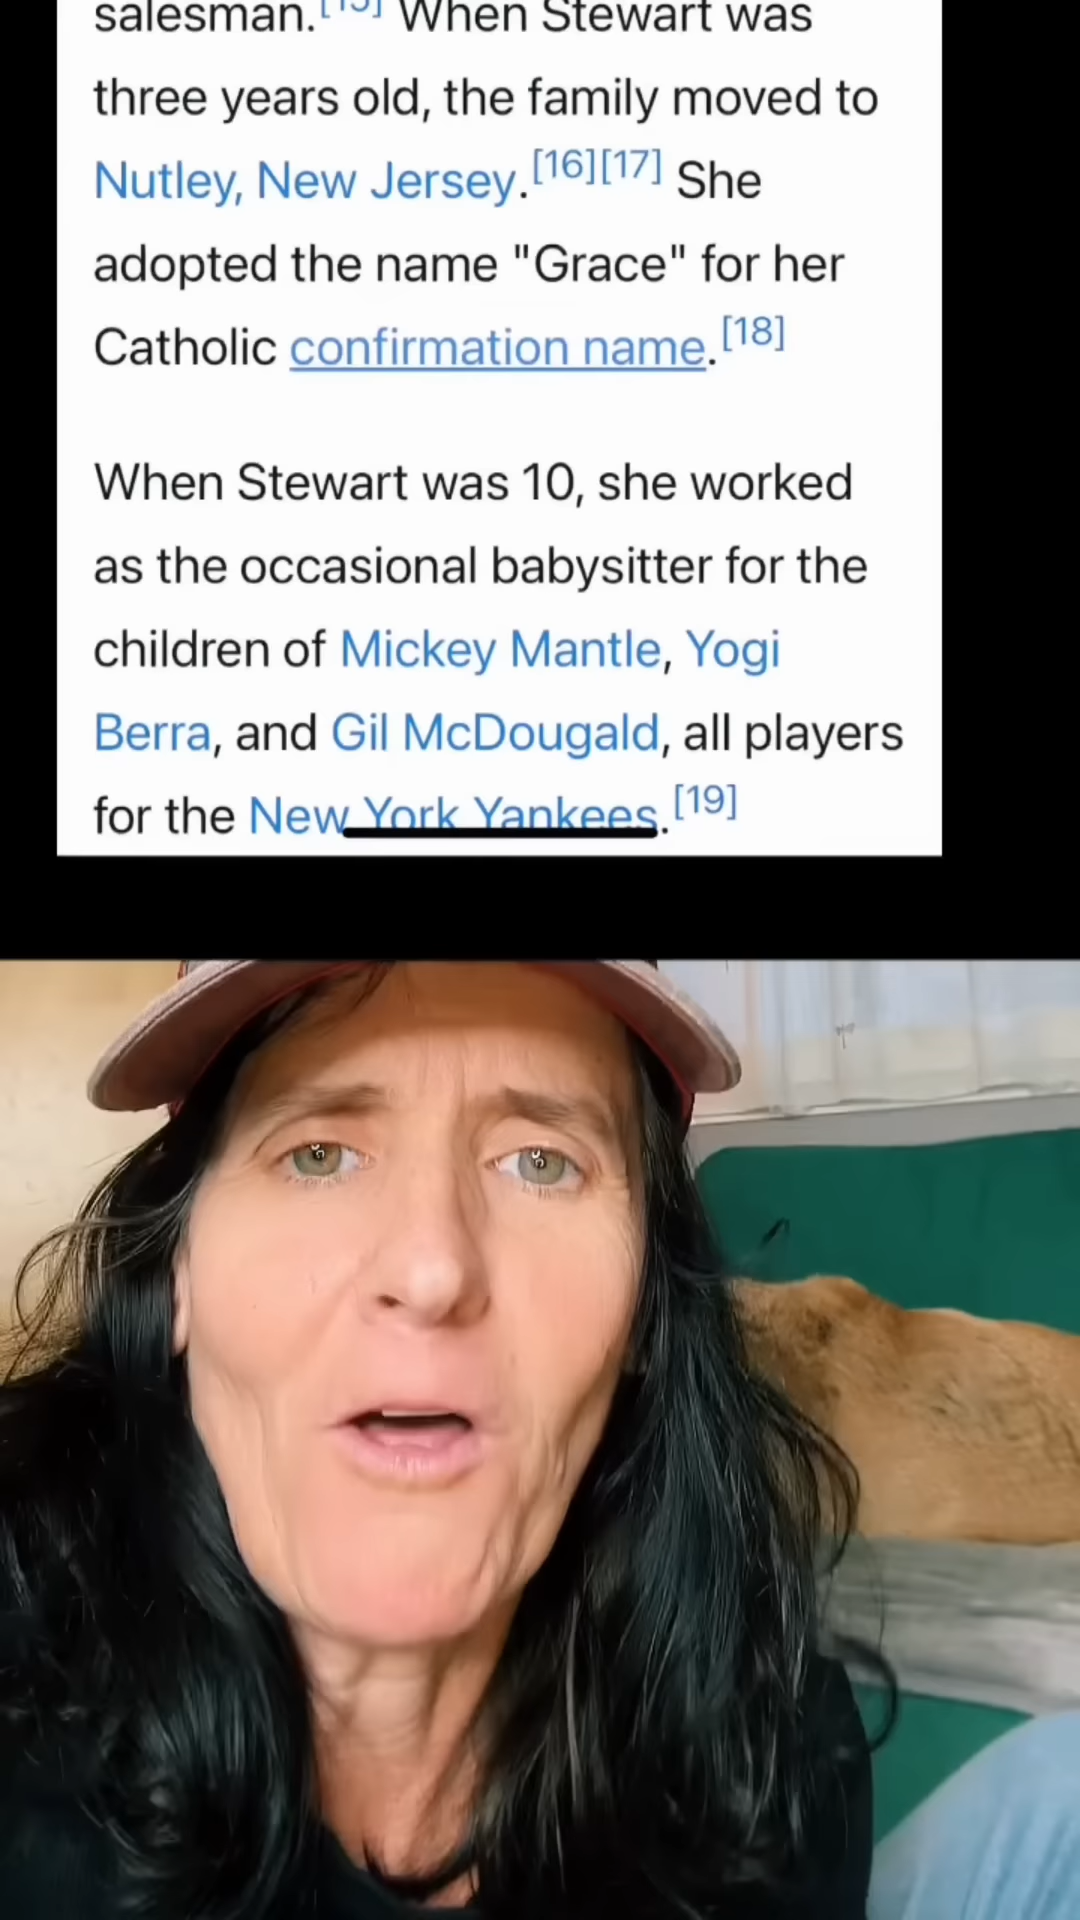 salesman.[15] When Stewart was
three years old, the family moved to
Nutley, New Jersey.[16][17] She
adopted the name "Grace" for her
Catholic confirmation name.[18]
When Stewart was 10, she worked
as the occasional babysitter for the
children of Mickey Mantle, Yogi
Berra, and Gil McDougald, all players
for the New York Yankees.[19]